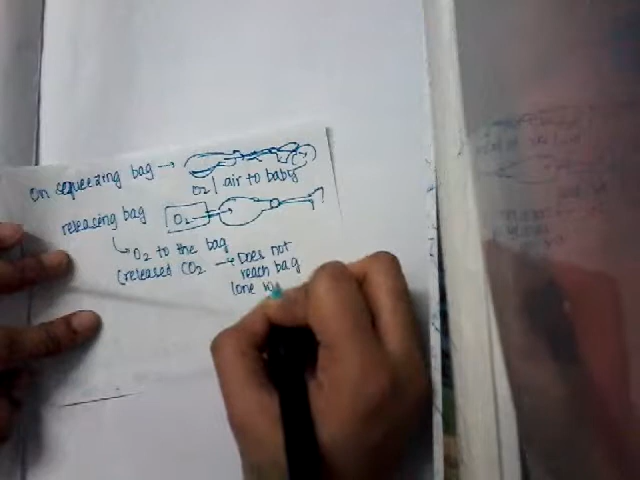 on squeezing bag →
O2 | air to baby
releasing bag
O2
O2 to the bag
(released CO2 → Does not
reach bag
(one